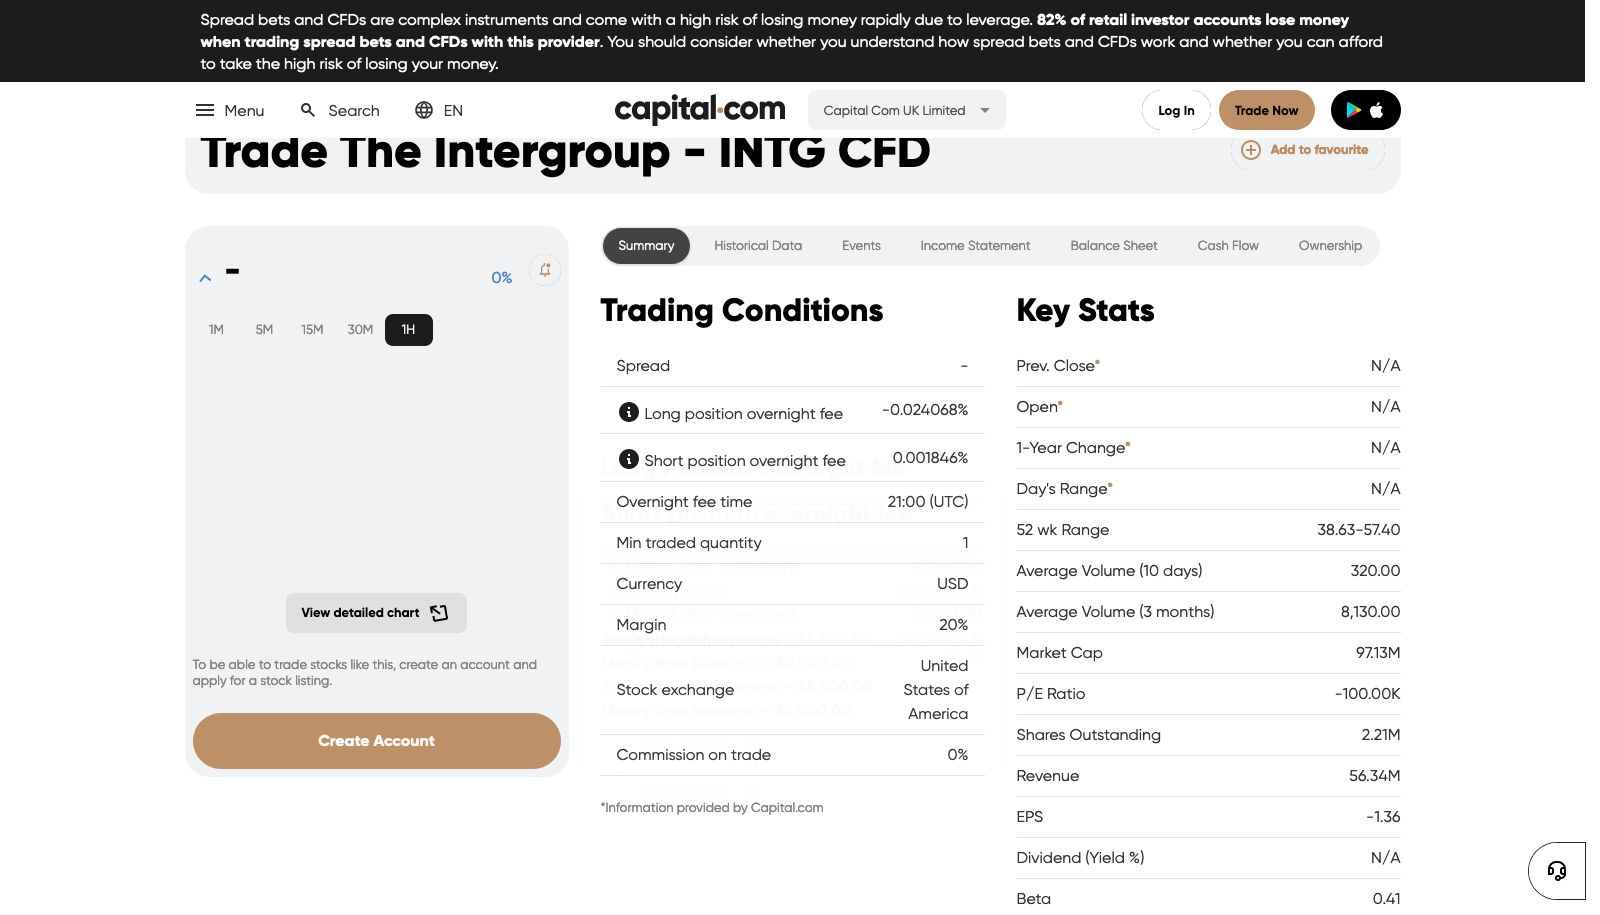 Spread bets and CFDs are complex instruments and come with a high risk of losing money rapidly due to leverage. 82% of retail investor accounts lose money
when trading spread bets and CFDs with this provider. You should consider whether you understand how spread bets and CFDs work and whether you can afford
to take the high risk of losing your money.
Menu
Search
EN
capital.com
Capital Com UK Limited
Log In
Trade Now
Trade The Intergroup - INTG CFD
Add to favourite
-
0%
1M 5M 15M 30M 1H
View detailed chart
To be able to trade stocks like this, create an account and
apply for a stock listing.
Create Account
Summary Historical Data Events Income Statement Balance Sheet Cash Flow Ownership
Trading Conditions
Spread -
Long position overnight fee -0.024068%
Short position overnight fee 0.001846%
Overnight fee time 21:00 (UTC)
Min traded quantity 1
Currency USD
Margin 20%
Stock exchange United
States of
America
Commission on trade 0%
*Information provided by Capital.com
Key Stats
Prev. Close* N/A
Open* N/A
1-Year Change* N/A
Day's Range* N/A
52 wk Range 38.63-57.40
Average Volume (10 days) 320.00
Average Volume (3 months) 8,130.00
Market Cap 97.13M
P/E Ratio -100.00K
Shares Outstanding 2.21M
Revenue 56.34M
EPS -1.36
Dividend (Yield %) N/A
Beta 0.41